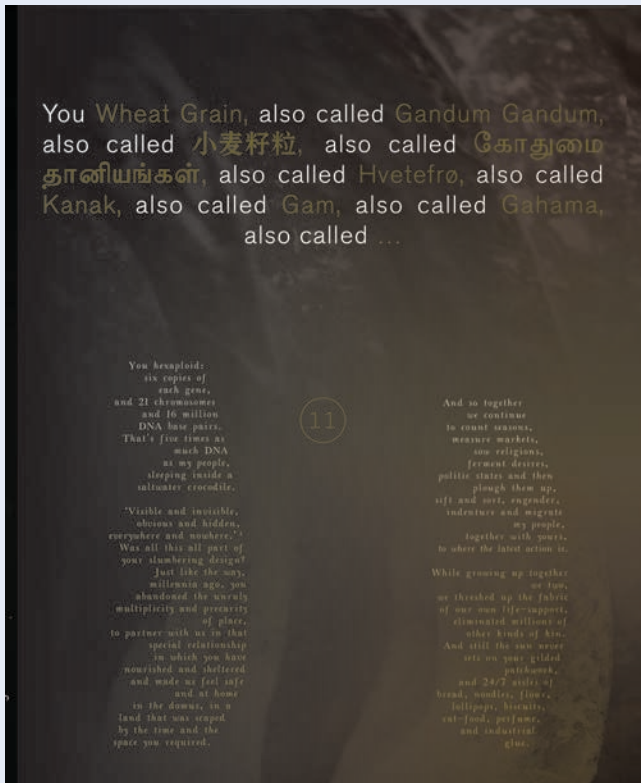 You Wheat Grain, also called Gandum Gandum,
also called 小麦籽粒, also called கோதுமை
தானியங்கள், also called Hvetefrø, also called
Kanak, also called Gam, also called Gahama,
also called ...
You hexaploid:
six copies of
each gene,
and 21 chromosomes
and 16 million
DNA base pairs.
That's five times as
much DNA
as my people,
sleeping inside a
saltwater crocodile.
'Visible and invisible,
obvious and hidden,
everywhere and nowhere.'
Was all this all part of
your slumbering design?
Just like the way,
millennia ago, you
abandoned the unruly
multiplicity and precarity
of place,
to partner with us in that
special relationship
in which you have
nourished and sheltered
and made us feel safe
and at home
in the domus, in a
land that was scaped
by the time and the
space you required.
11
And so together
we continue
to count seasons,
measure markets,
sow religions,
ferment desires,
politic states and then
plough them up,
sift and sort, engender,
indenture and migrate
my people,
together with yours,
to where the latest action is.
While growing up together
we two,
we threshed up the fabric
of our own life-support,
eliminated millions of
other kinds of kin.
And still the sun never
sets on your gilded
patchwork,
and 24/7 aisles of
bread, noodles, flour,
lollipops, biscuits,
cat-food, perfume,
and industrial
glue.